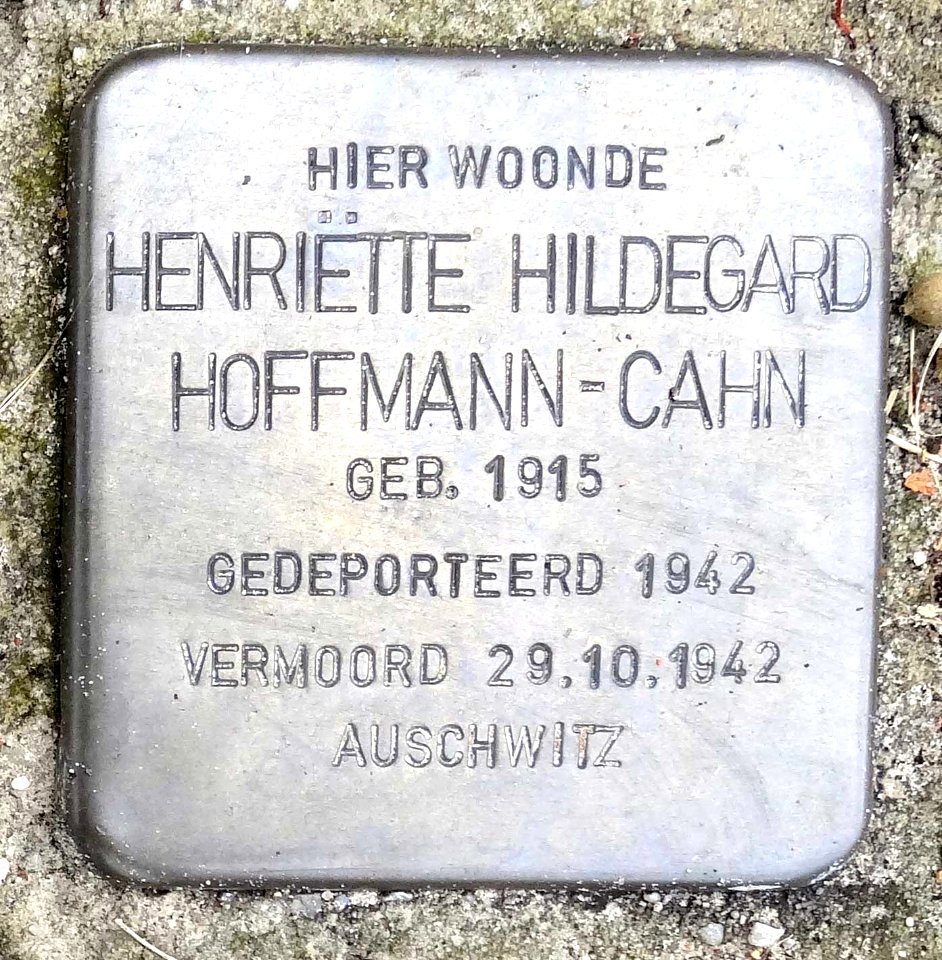 HIER WOONDE
HENRIËTTE HILDEGARD
HOFFMANN-CAHN
GEB. 1915
GEDEPORTEERD 1942
VERMOORD 29.10.1942
AUSCHWITZ